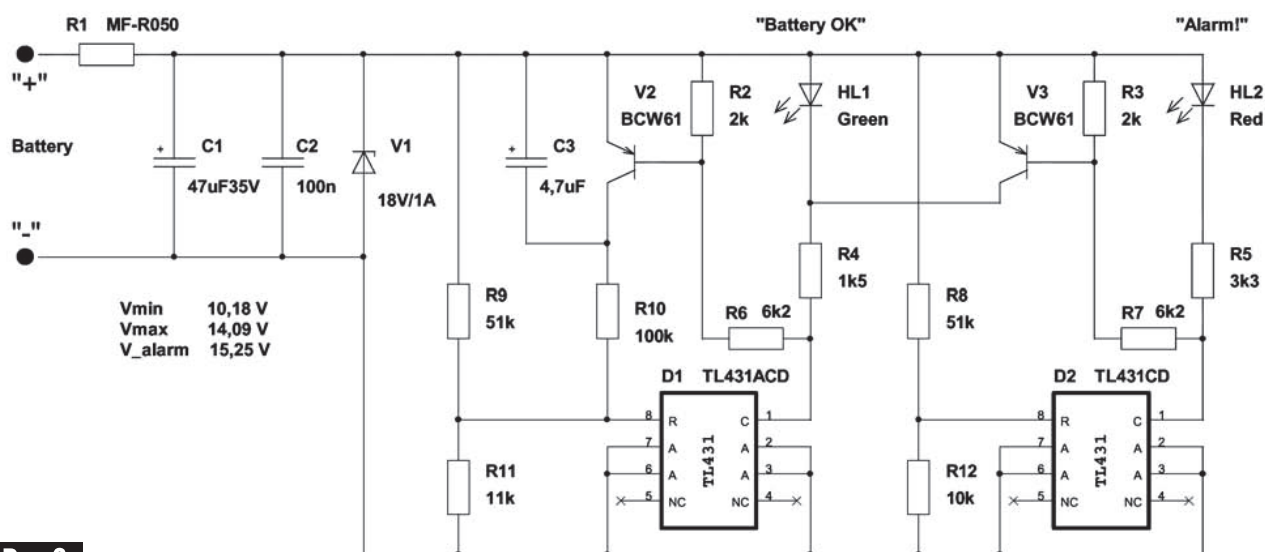 R1 MF-R050
"Battery OK"
"Alarm!"
"+"
Battery
"-"
C1
47uF35V
+
C2
100n
V1
18V/1A
C3
4,7uF
+
V2
BCW61
R2
2k
HL1
Green
V3
BCW61
R3
2k
HL2
Red
Vmin 10,18 V
Vmax 14,09 V
V_alarm 15,25 V
R9
51k
R10
100k
R6 6k2
R4
1k5
R8
51k
R7 6k2
R5
3k3
R11
11k
D1 TL431ACD
8 R C 1
7 A A 2
6 A A 3
5 NC NC 4
TL431
R12
10k
D2 TL431CD
8 R C 1
7 A A 2
6 A A 3
5 NC NC 4
TL431